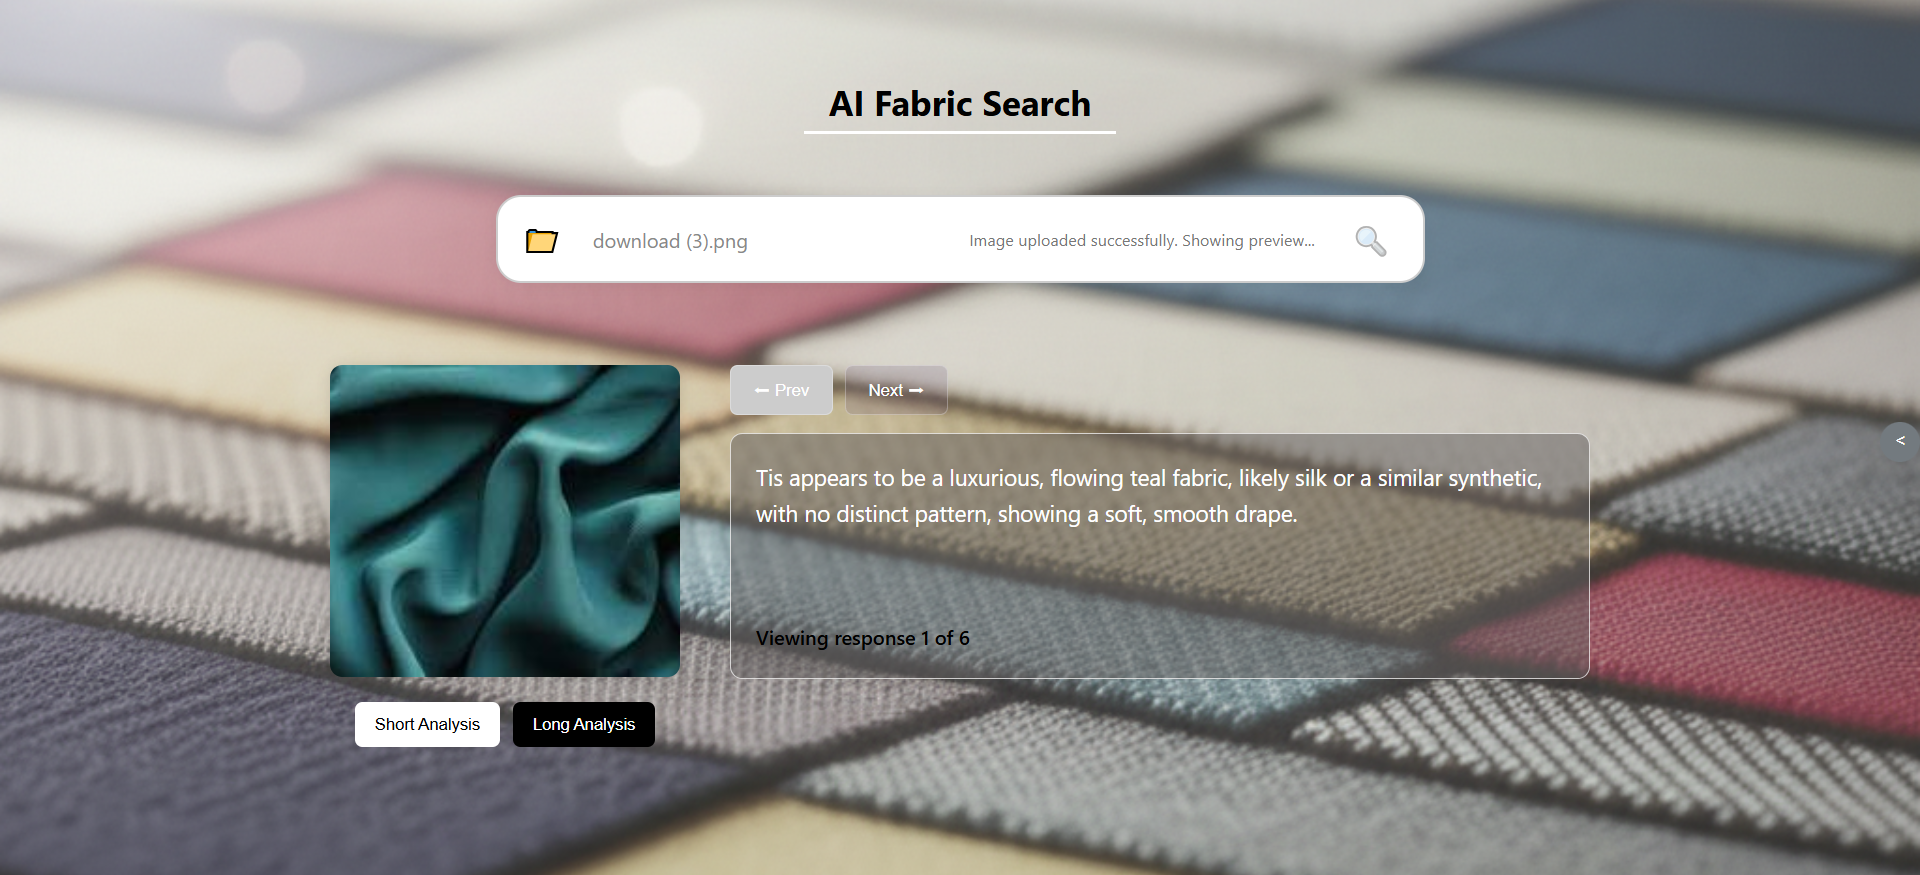 AI Fabric Search
download (3).png
Image uploaded successfully. Showing preview...
← Prev
Next →
<
Tis appears to be a luxurious, flowing teal fabric, likely silk or a similar synthetic,
with no distinct pattern, showing a soft, smooth drape.
Viewing response 1 of 6
Short Analysis
Long Analysis